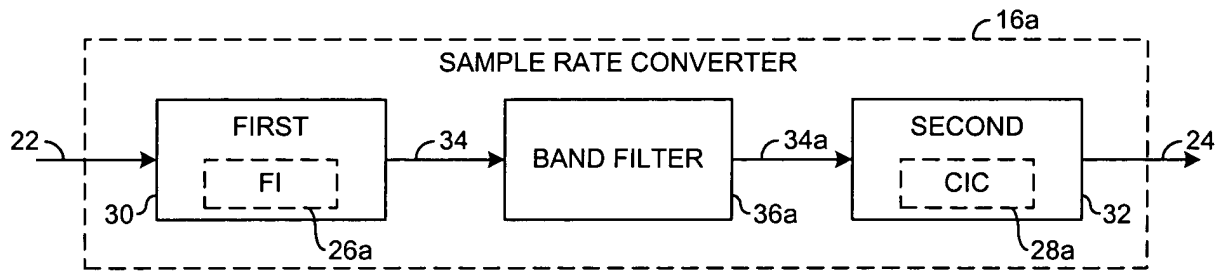 16a
SAMPLE RATE CONVERTER
22
FIRST
FI
30
26a
34
BAND FILTER
36a
34a
SECOND
CIC
28a
32
24